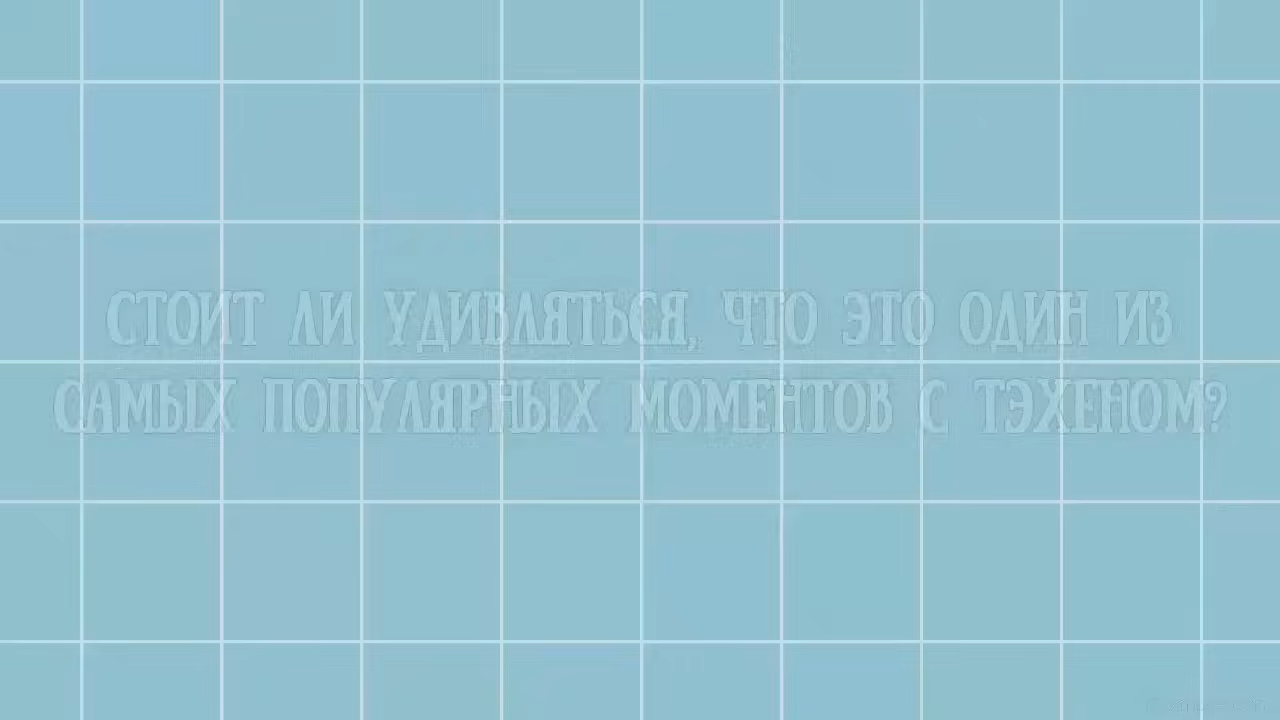 СТОИТ ЛИ УДИВЛЯТЬСЯ, ЧТО ЭТО ОДИН ИЗ
САМЫХ ПОПУЛЯРНЫХ МОМЕНТОВ С ТЭХЕНОМ?